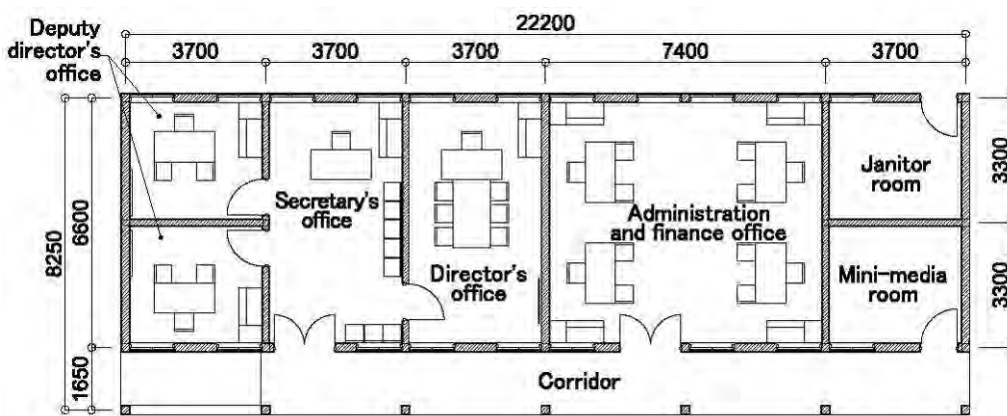 22200
Deputy
director's
office
3700
3700
3700
7400
3700
8250
6600
1650
Secretary's
office
Director's
office
Administration
and finance office
Janitor
room
Mini-media
room
3300
3300
Corridor